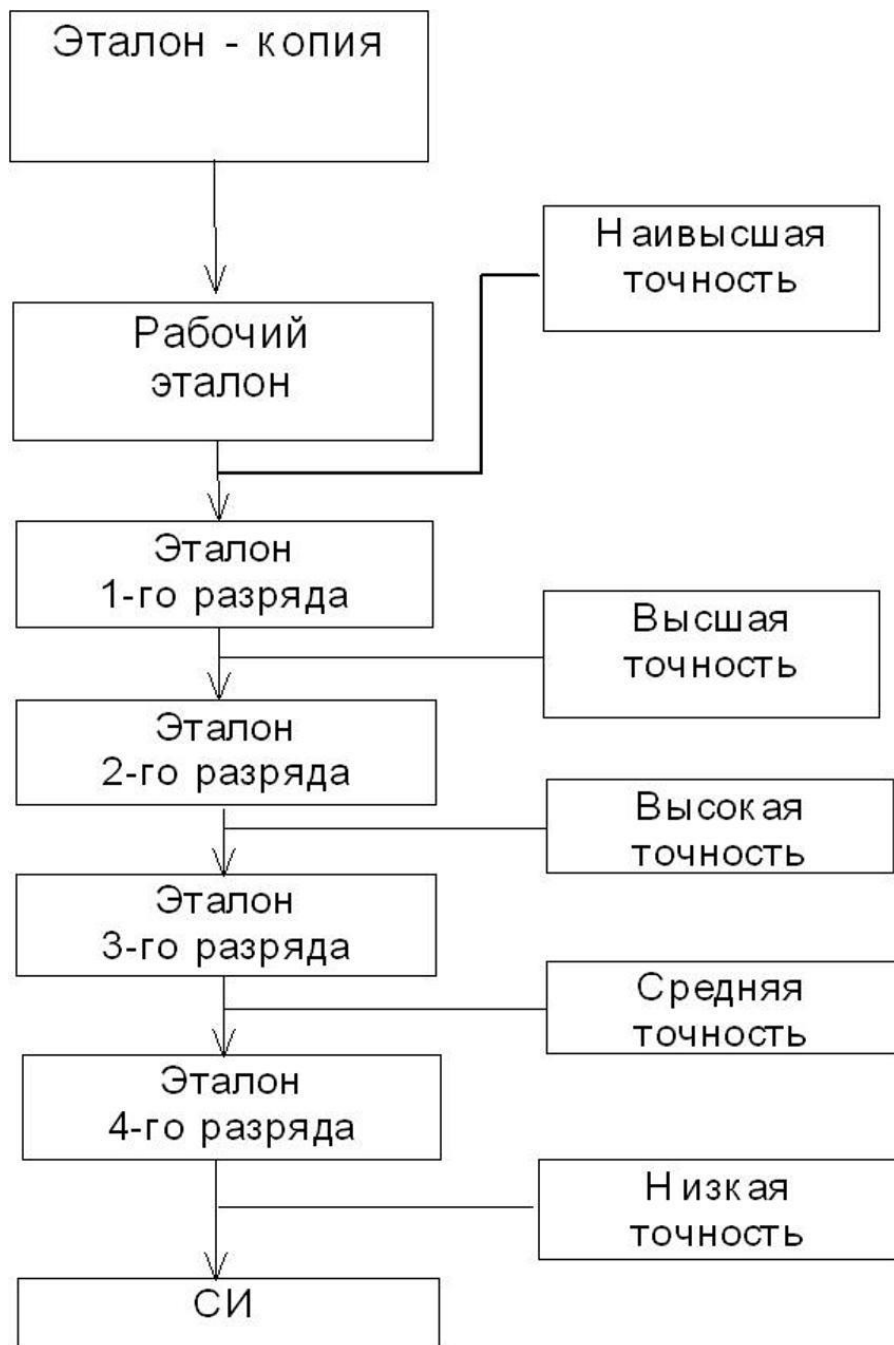 Эталон - копия
Наивысшая
точность
Рабочий
эталон
Эталон
1-го разряда
Высшая
точность
Эталон
2-го разряда
Высокая
точность
Эталон
3-го разряда
Средняя
точность
Эталон
4-го разряда
Низкая
точность
СИ